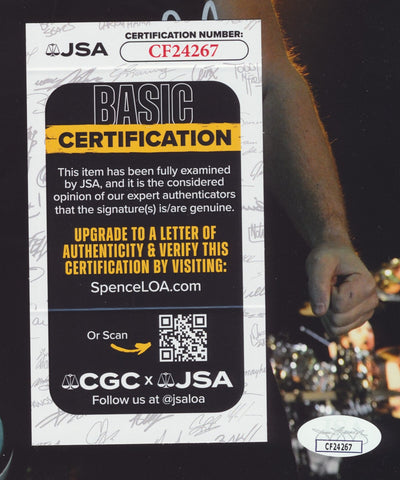 JSA
CERTIFICATION NUMBER:
CF24267
BASIC
CERTIFICATION
This item has been fully examined
by JSA, and it is the considered
opinion of our expert authenticators
that the signature(s) is/are genuine.
UPGRADE TO A LETTER OF
AUTHENTICITY & VERIFY THIS
CERTIFICATION BY VISITING:
SpenceLOA.com
Or Scan
CGC x JSA
Follow us at @jsaloa
CF24267